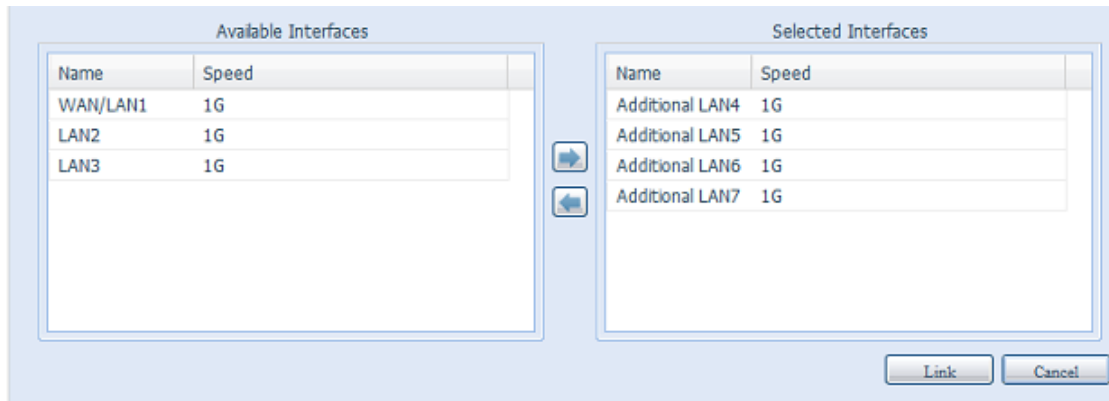 Available Interfaces
Name Speed
WAN/LAN1 1G
LAN2 1G
LAN3 1G
Selected Interfaces
Name Speed
Additional LAN4 1G
Additional LAN5 1G
Additional LAN6 1G
Additional LAN7 1G
Link Cancel